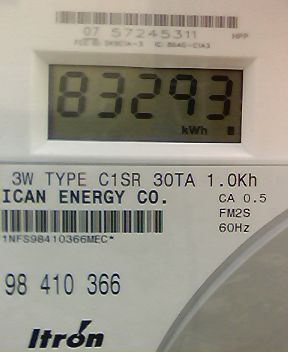 07 57245311 HPP
83293
kWh
3W TYPE C1SR 30TA 1.0Kh
ICAN ENERGY CO. CA 0.5
FM2S
1NFS98410366MEC* 60Hz
98 410 366
Itron